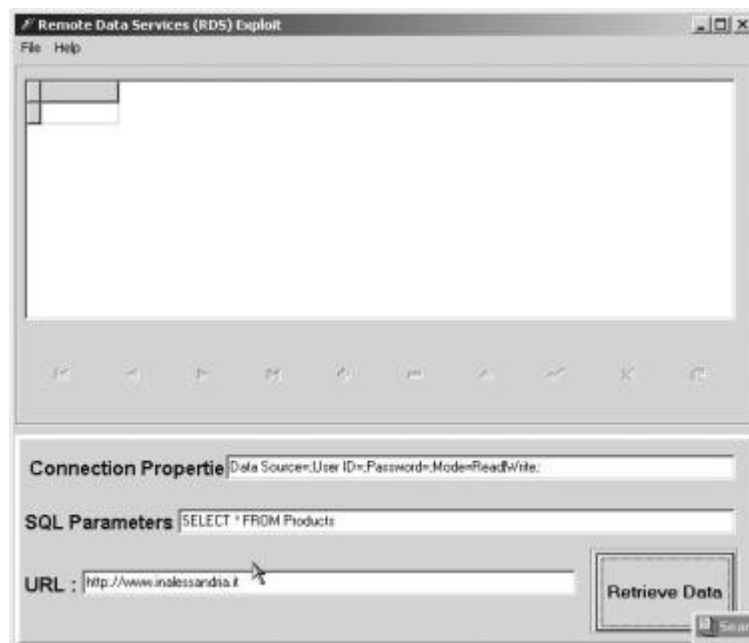 Remote Data Services (RDS) Exploit
File Help
Connection Propertie
Data Source=;User ID=;Password=;Mode=Read|Write;
SQL Parameters
SELECT * FROM Products
URL :
http://www.inalessandria.it
Retrieve Data